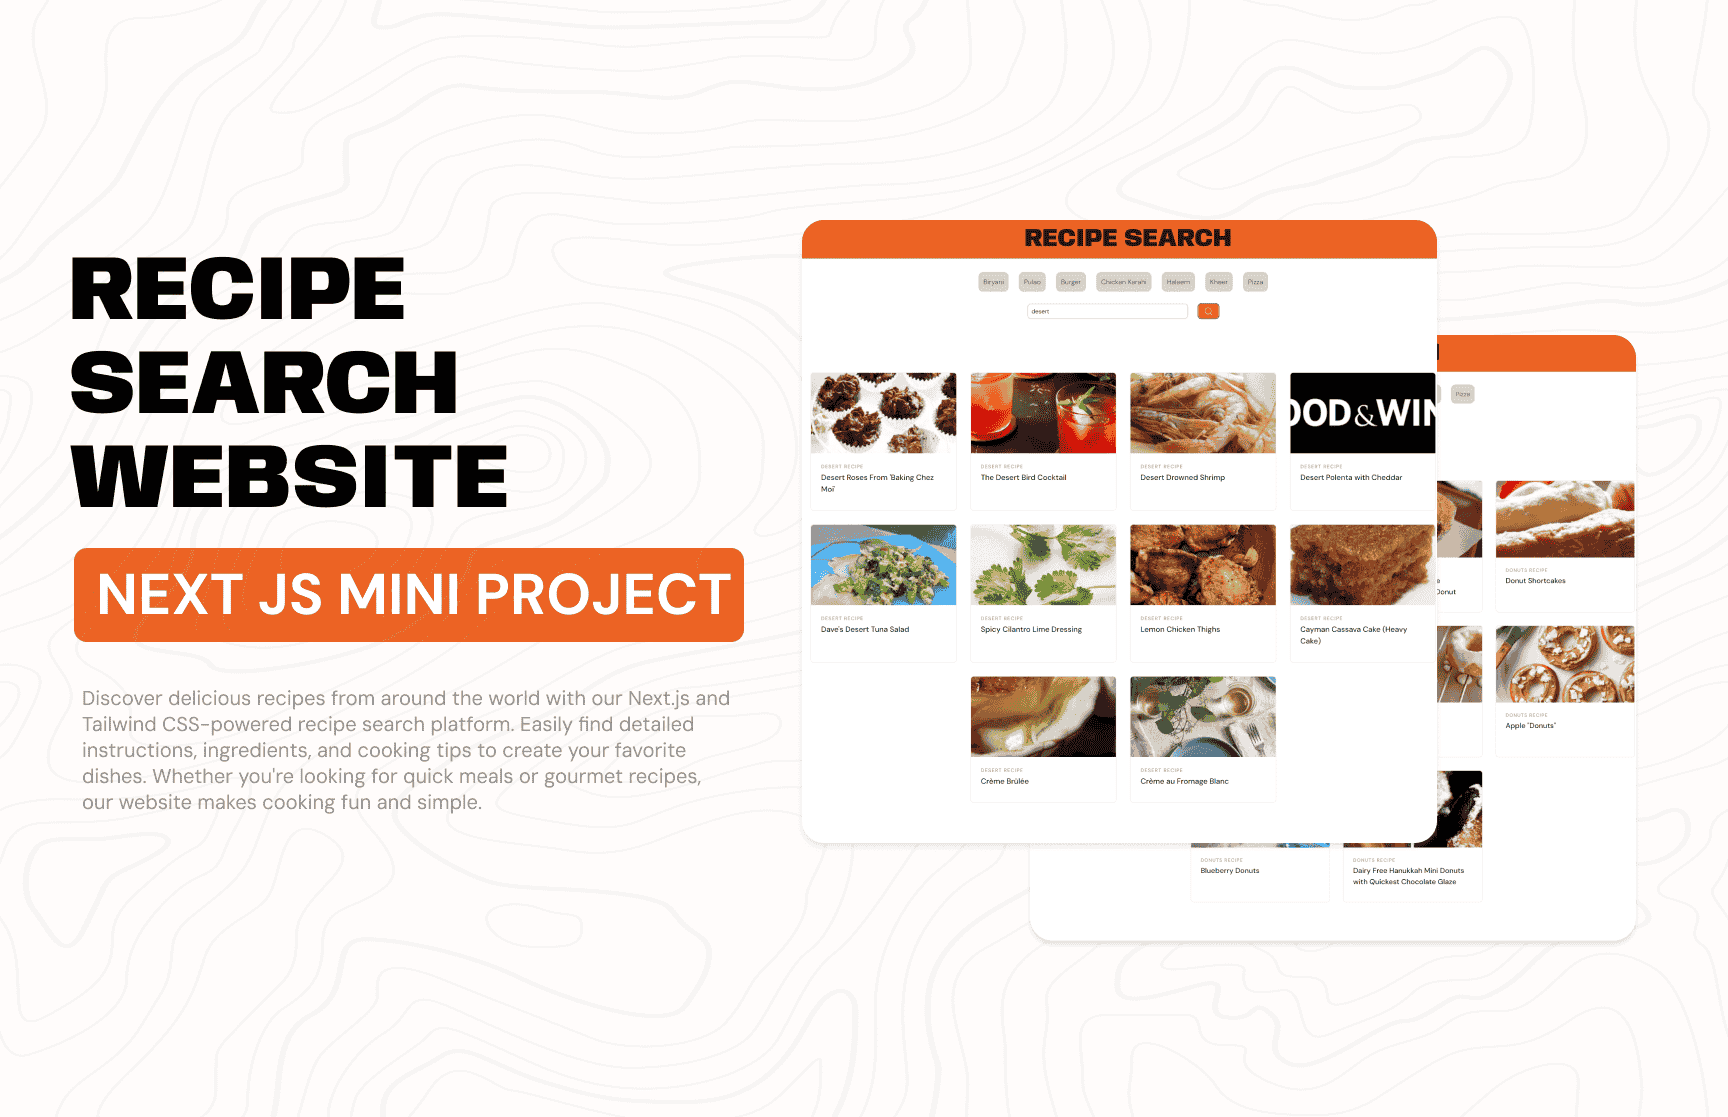 RECIPE
SEARCH
WEBSITE
NEXT JS MINI PROJECT
Discover delicious recipes from around the world with our Next.js and
Tailwind CSS-powered recipe search platform. Easily find detailed
instructions, ingredients, and cooking tips to create your favorite
dishes. Whether you're looking for quick meals or gourmet recipes,
our website makes cooking fun and simple.
RECIPE SEARCH
Biryani Pulao Burger Chicken Karahi Haleem Kheer Pizza
desert
OOD&WIN
DESERT RECIPE
Desert Roses From 'Baking Chez
Moi'
DESERT RECIPE
The Desert Bird Cocktail
DESERT RECIPE
Desert Drowned Shrimp
DESERT RECIPE
Desert Polenta with Cheddar
DESERT RECIPE
Dave's Desert Tuna Salad
DESERT RECIPE
Spicy Cilantro Lime Dressing
DESERT RECIPE
Lemon Chicken Thighs
DESERT RECIPE
Cayman Cassava Cake (Heavy
Cake)
DESERT RECIPE
Crème Brûlée
DESERT RECIPE
Crème au Fromage Blanc
Pizza
Donut
DONUTS RECIPE
Donut Shortcakes
DONUTS RECIPE
Apple "Donuts"
DONUTS RECIPE
Blueberry Donuts
DONUTS RECIPE
Dairy Free Hanukkah Mini Donuts
with Quickest Chocolate Glaze